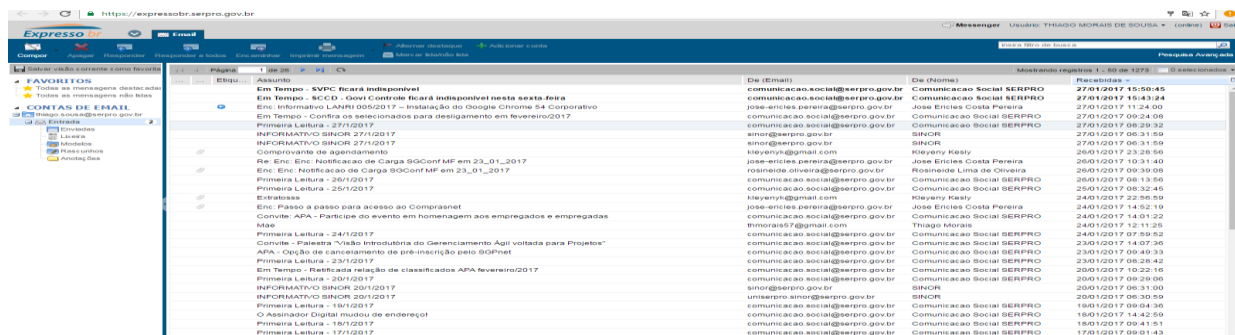 https://expressobr.serpro.gov.br
Messenger Usuário: THIAGO MORAIS DE SOUSA (online) Sai
Expresso br Email
Compor Apagar Responder Responder a todos Encaminhar Imprimir mensagem Alternar destaque Marcar lido/não lido Adicionar conta
Insira filtro de busca
Pesquisa Avançada
Salvar visão corrente como favorita
Página 1 de 26 Mostrando registros 1 - 50 de 1273 0 selecionados
FAVORITOS
Todas as mensagens destacadas
Todas as mensagens não lidas
CONTAS DE EMAIL
thiago.sousa@serpro.gov.br
Entrada 2
Enviadas
Lixeira
Modelos
Rascunhos
Anotações
... ... Etiqu... Assunto De (Email) De (Nome) Recebidas
Em Tempo - SVPC ficará indisponível comunicacao.social@serpro.gov.br Comunicacao Social SERPRO 27/01/2017 15:50:45
Em Tempo - SCCD - Govi Controle ficará indisponível nesta sexta-feira comunicacao.social@serpro.gov.br Comunicacao Social SERPRO 27/01/2017 15:43:24
Enc: Informativo LANRI 005/2017 – Instalação do Google Chrome 54 Corporativo jose-ericles.pereira@serpro.gov.br Jose Ericles Costa Pereira 27/01/2017 11:24:00
Em Tempo - Confira os selecionados para desligamento em fevereiro/2017 comunicacao.social@serpro.gov.br Comunicacao Social SERPRO 27/01/2017 09:24:08
Primeira Leitura - 27/1/2017 comunicacao.social@serpro.gov.br Comunicacao Social SERPRO 27/01/2017 08:29:32
INFORMATIVO SINOR 27/1/2017 sinor@serpro.gov.br SINOR 27/01/2017 06:31:59
INFORMATIVO SINOR 27/1/2017 sinor@serpro.gov.br SINOR 27/01/2017 06:31:59
Comprovante de agendamento kleyenyk@gmail.com Kleyeny Kesly 26/01/2017 23:28:56
Re: Enc: Enc: Notificacao de Carga SGConf MF em 23_01_2017 jose-ericles.pereira@serpro.gov.br Jose Ericles Costa Pereira 26/01/2017 10:31:40
Enc: Enc: Notificacao de Carga SGConf MF em 23_01_2017 rosineide.oliveira@serpro.gov.br Rosineide Lima de Oliveira 26/01/2017 09:39:08
Primeira Leitura - 26/1/2017 comunicacao.social@serpro.gov.br Comunicacao Social SERPRO 26/01/2017 08:13:56
Primeira Leitura - 25/1/2017 comunicacao.social@serpro.gov.br Comunicacao Social SERPRO 25/01/2017 08:32:45
Extratosss kleyenyk@gmail.com Kleyeny Kesly 24/01/2017 22:56:59
Enc: Passo a passo para acesso ao Comprasnet jose-ericles.pereira@serpro.gov.br Jose Ericles Costa Pereira 24/01/2017 14:52:19
Convite: APA - Participe do evento em homenagem aos empregados e empregadas comunicacao.social@serpro.gov.br Comunicacao Social SERPRO 24/01/2017 14:01:22
Mae thmorais57@gmail.com Thiago Morais 24/01/2017 12:11:25
Primeira Leitura - 24/1/2017 comunicacao.social@serpro.gov.br Comunicacao Social SERPRO 24/01/2017 07:59:52
Convite - Palestra "Visão Introdutória do Gerenciamento Ágil voltada para Projetos" comunicacao.social@serpro.gov.br Comunicacao Social SERPRO 23/01/2017 14:07:36
APA - Opção de cancelamento de pré-inscrição pelo SGPnet comunicacao.social@serpro.gov.br Comunicacao Social SERPRO 23/01/2017 09:49:33
Primeira Leitura - 23/1/2017 comunicacao.social@serpro.gov.br Comunicacao Social SERPRO 23/01/2017 08:28:42
Em Tempo - Retificada relação de classificados APA fevereiro/2017 comunicacao.social@serpro.gov.br Comunicacao Social SERPRO 20/01/2017 10:22:16
Primeira Leitura - 20/1/2017 comunicacao.social@serpro.gov.br Comunicacao Social SERPRO 20/01/2017 09:29:06
INFORMATIVO SINOR 20/1/2017 sinor@serpro.gov.br SINOR 20/01/2017 06:31:00
INFORMATIVO SINOR 20/1/2017 uniserpro.sinor@serpro.gov.br SINOR 20/01/2017 06:30:59
Primeira Leitura - 19/1/2017 comunicacao.social@serpro.gov.br Comunicacao Social SERPRO 19/01/2017 09:04:36
O Assinador Digital mudou de endereço! comunicacao.social@serpro.gov.br Comunicacao Social SERPRO 18/01/2017 14:42:59
Primeira Leitura - 18/1/2017 comunicacao.social@serpro.gov.br Comunicacao Social SERPRO 18/01/2017 09:41:51
Primeira Leitura - 17/1/2017 comunicacao.social@serpro.gov.br Comunicacao Social SERPRO 17/01/2017 09:01:43